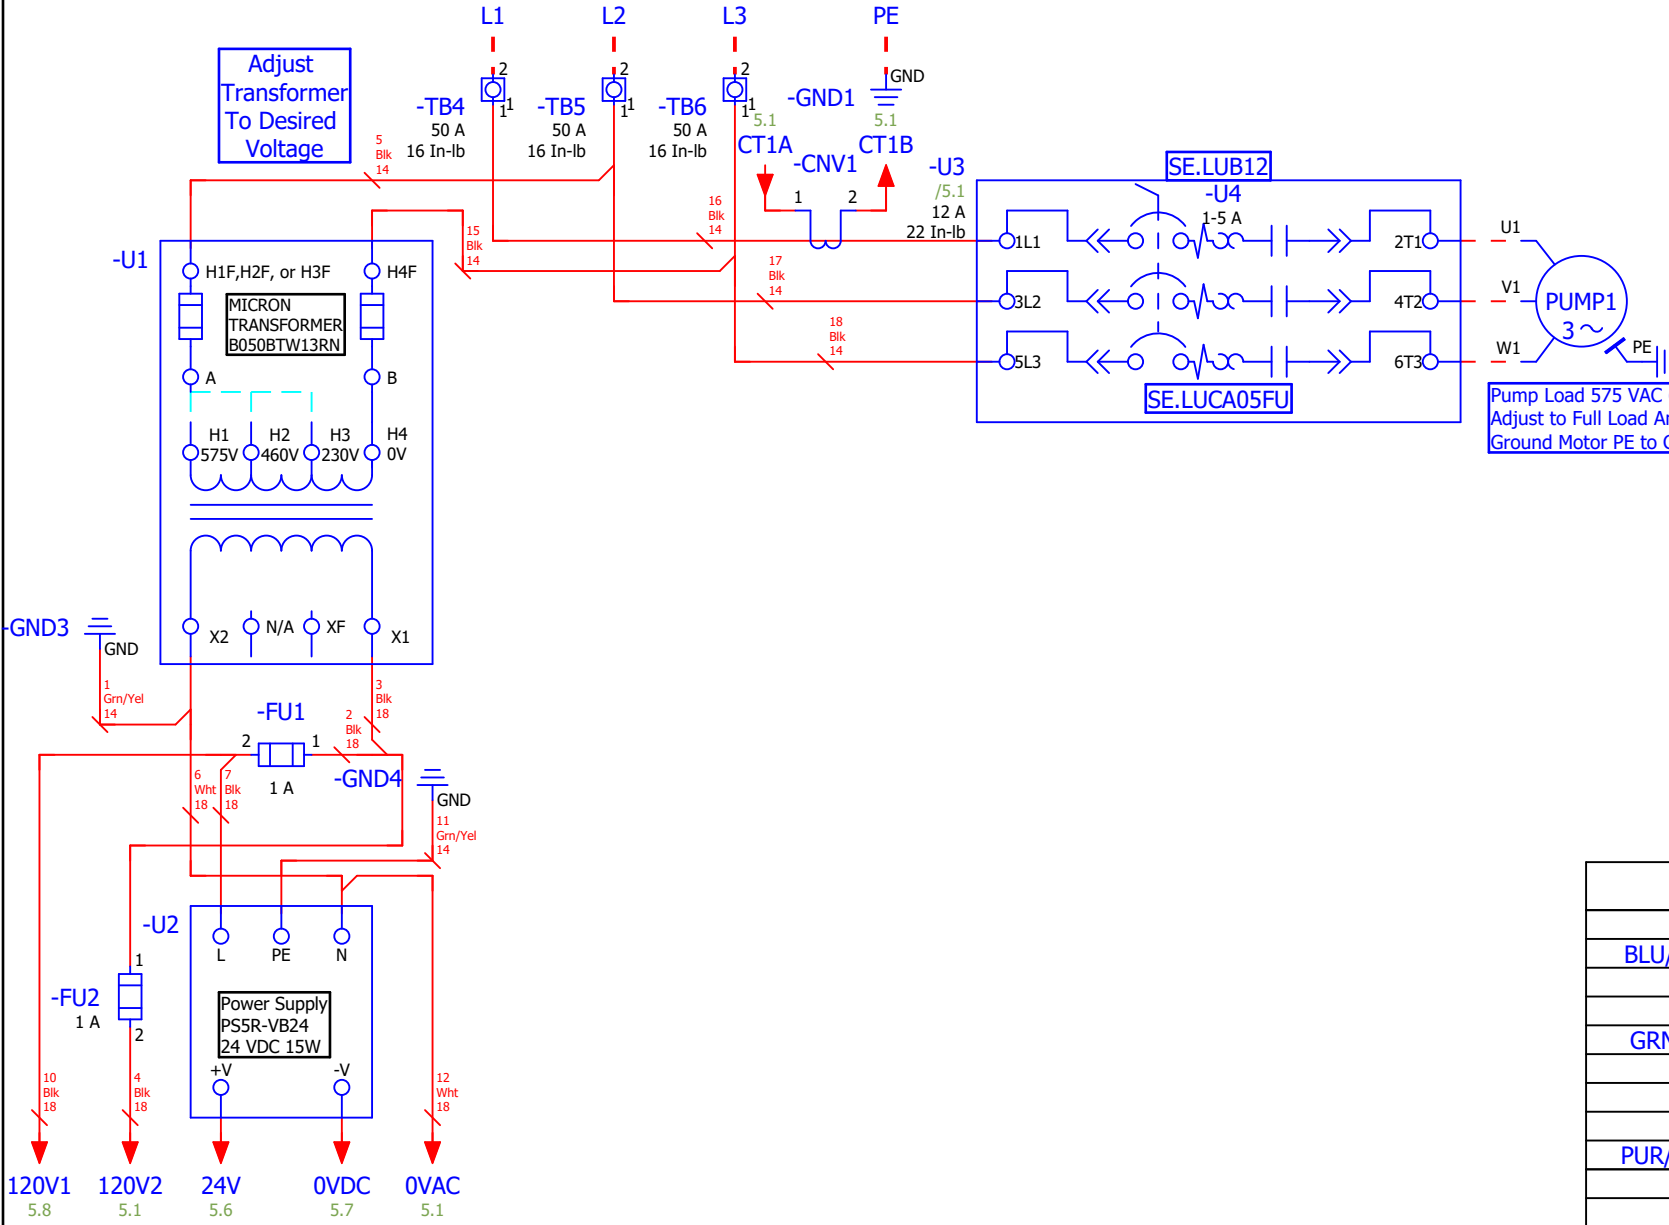 L1
L2
L3
PE
Adjust
Transformer
To Desired
Voltage
2
2
2
GND
-TB4
1
1
50 A
16 In-lb
-TB5
1
1
50 A
16 In-lb
-TB6
1
1
50 A
16 In-lb
-GND1
5.1
5.1
CT1A
CT1B
-CNV1
1
2
5
Blk
14
-U3
/5.1
12 A
22 In-lb
SE.LUB12
-U4
1-5 A
16
Blk
14
15
Blk
14
17
Blk
14
18
Blk
14
1L1
2T1
3L2
4T2
5L3
6T3
SE.LUCA05FU
U1
V1
W1
PUMP1
3
PE
Pump Load 575 VAC
Adjust to Full Load
Ground Motor PE to
-U1
H1F,H2F, or H3F
H4F
MICRON
TRANSFORMER
B050BTW13RN
A
B
H1
H2
H3
H4
575V
460V
230V
0V
X2
N/A
XF
X1
-GND3
GND
1
Grn/Yel
14
3
Blk
18
2
Blk
18
-FU1
2
1
1 A
-GND4
GND
6
Wht
18
7
Blk
18
11
Grn/Yel
14
-U2
L
PE
N
Power Supply
PS5R-VB24
24 VDC 15W
+V
-V
-FU2
1 A
1
2
10
Blk
18
4
Blk
18
12
Wht
18
120V1
120V2
24V
0VDC
0VAC
5.8
5.1
5.6
5.7
5.1
BLU/
GRN
PUR/